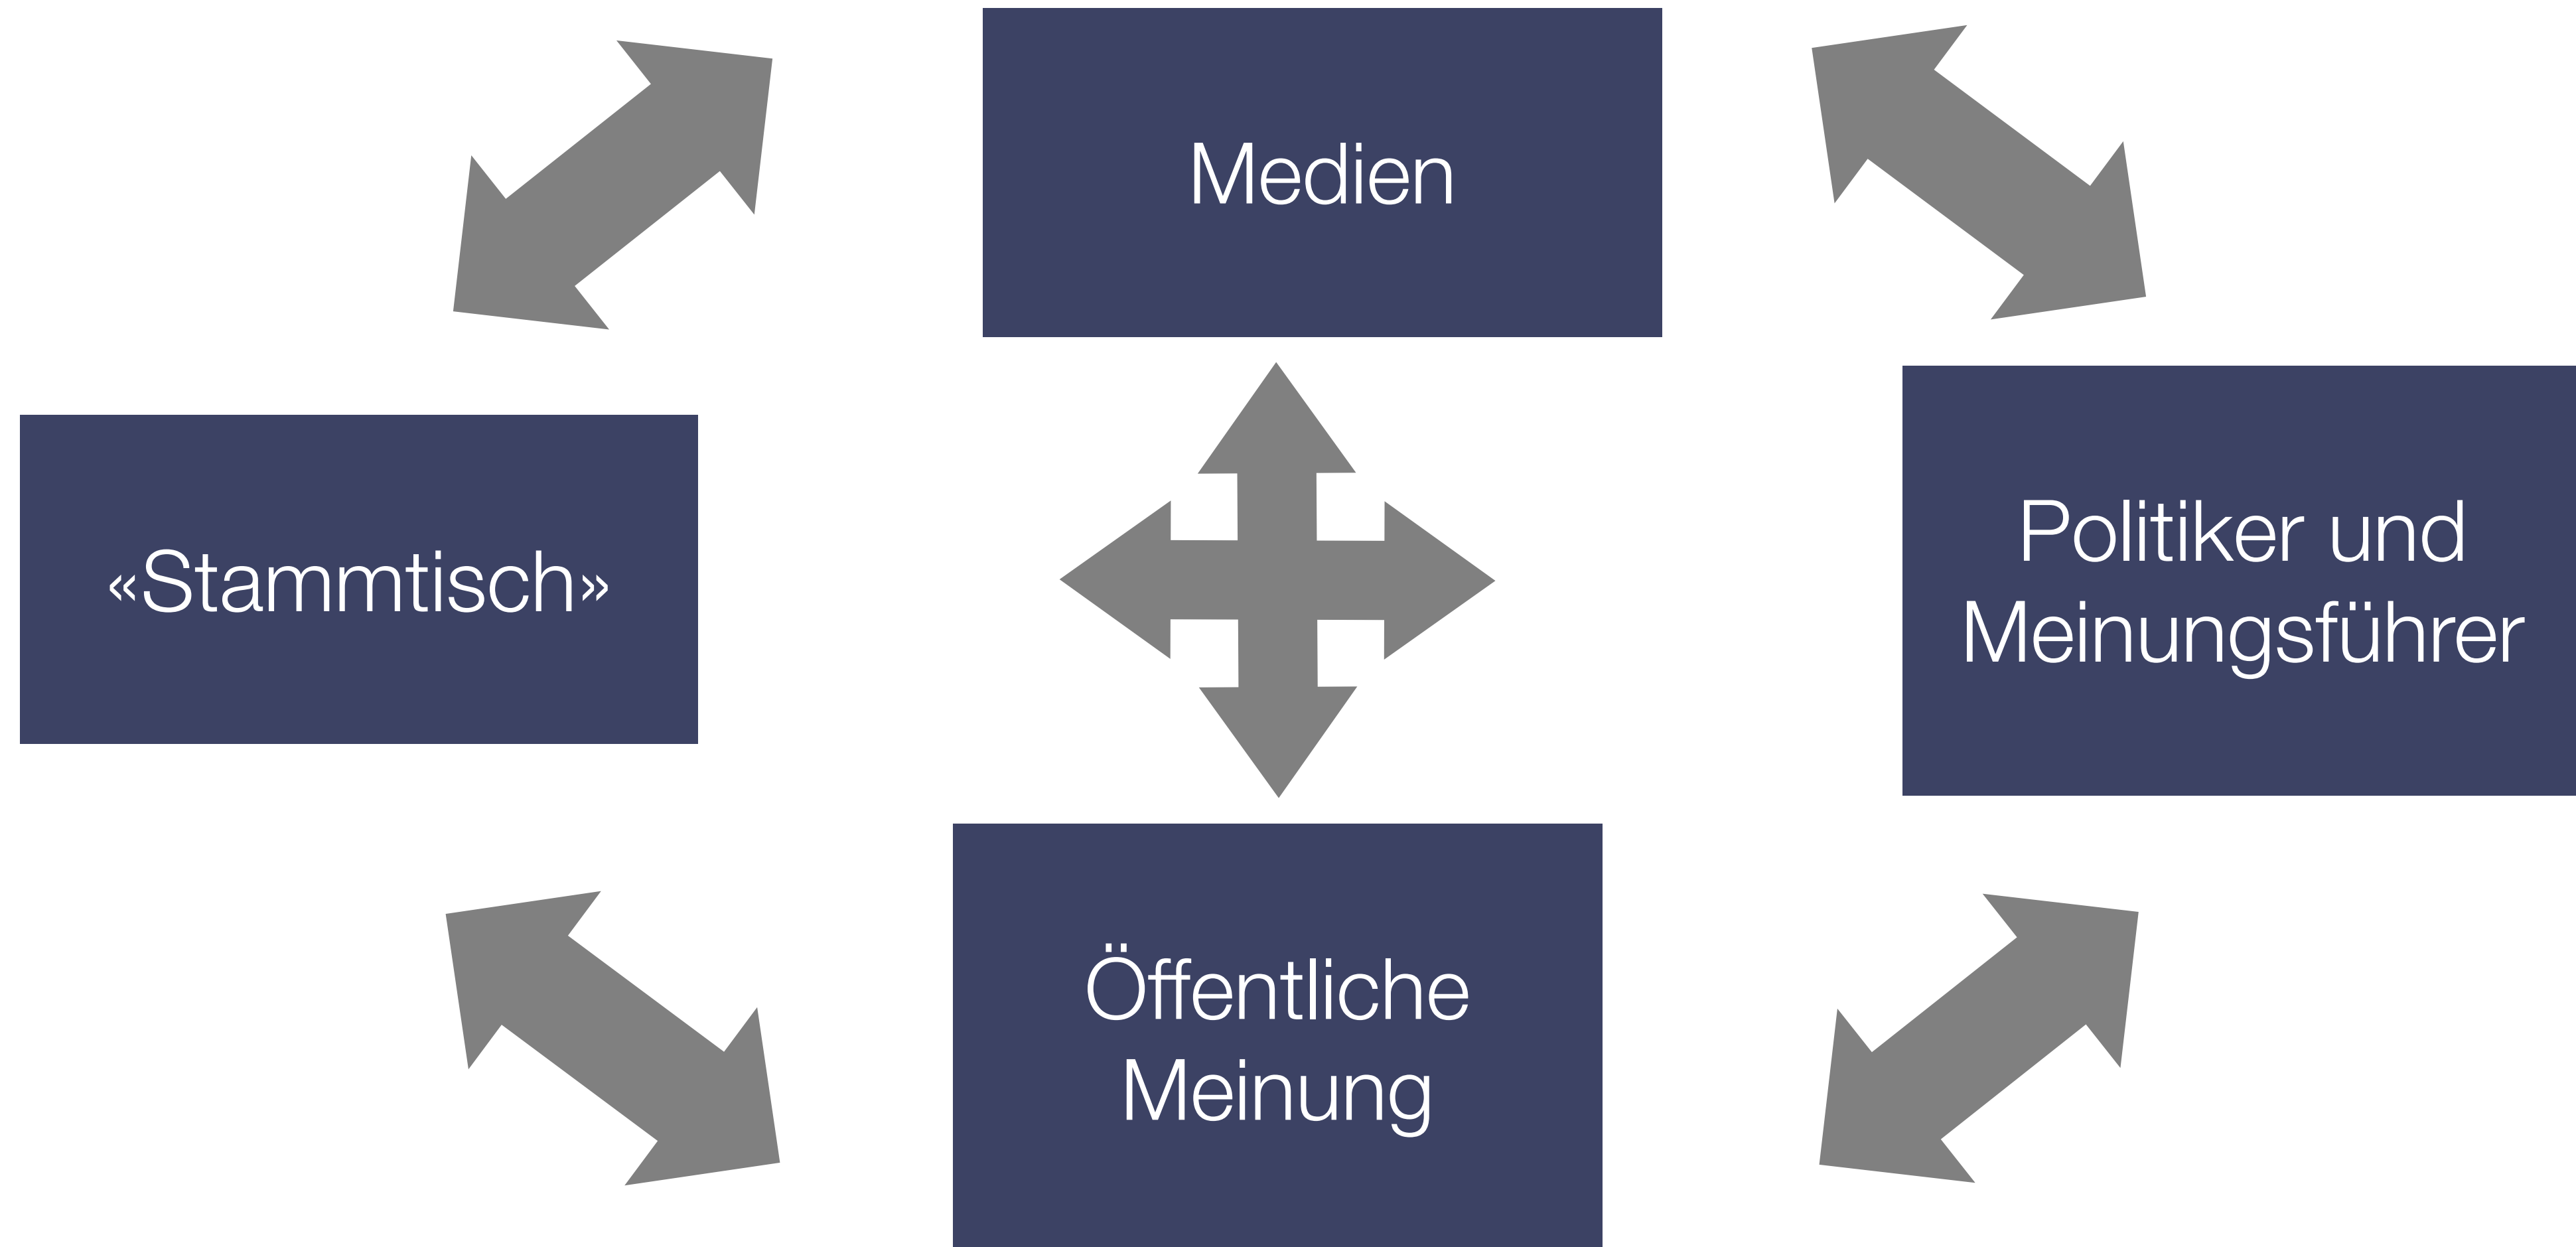 Medien
«Stammtisch»
Politiker und
Meinungsführer
Öffentliche
Meinung